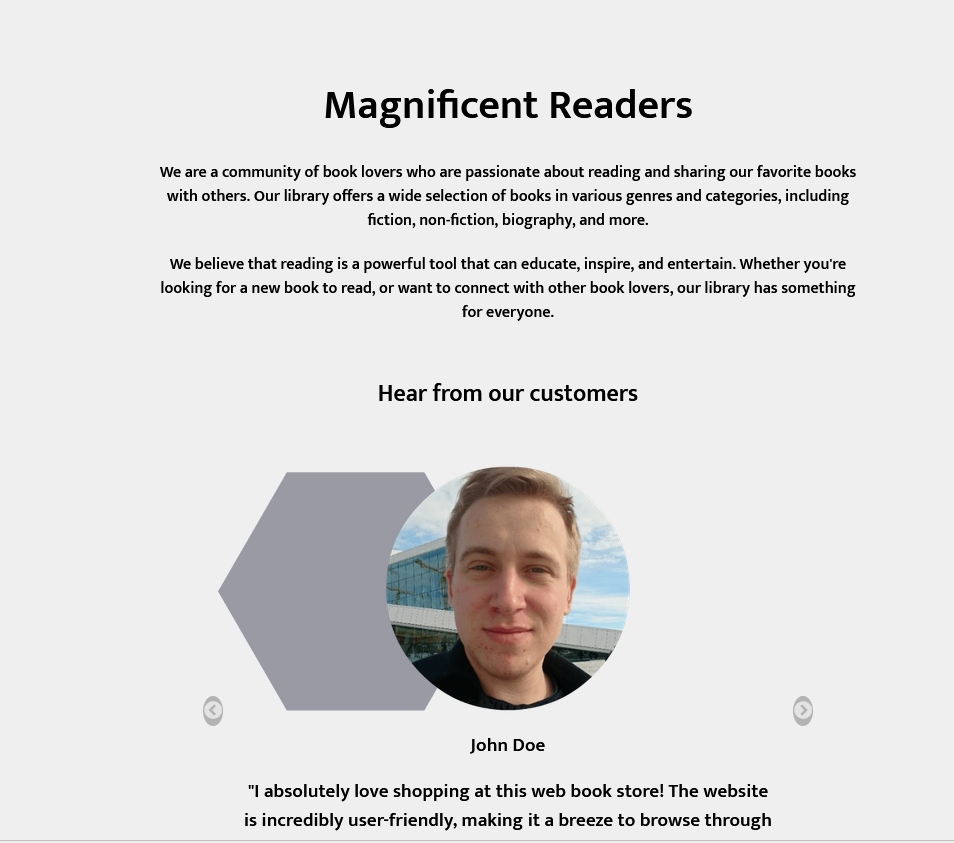 Magnificent Readers
We are a community of book lovers who are passionate about reading and sharing our favorite books
with others. Our library offers a wide selection of books in various genres and categories, including
fiction, non-fiction, biography, and more.
We believe that reading is a powerful tool that can educate, inspire, and entertain. Whether you're
looking for a new book to read, or want to connect with other book lovers, our library has something
for everyone.
Hear from our customers
John Doe
"I absolutely love shopping at this web book store! The website
is incredibly user-friendly, making it a breeze to browse through